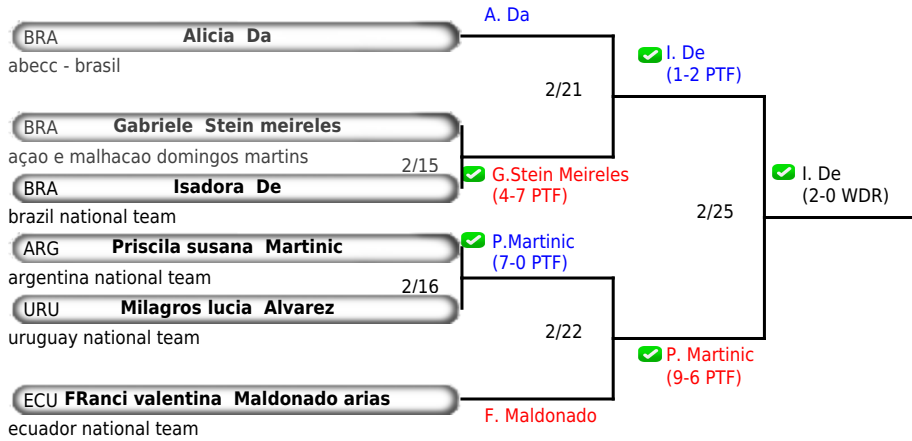 A. Da
BRA Alicia Da
abecc - brasil
I. De
(1-2 PTF)
2/21
BRA Gabriele Stein meireles
açao e malhacao domingos martins
2/15
G.Stein Meireles
(4-7 PTF)
BRA Isadora De
brazil national team
I. De
(2-0 WDR)
2/25
ARG Priscila susana Martinic
argentina national team
P.Martinic
(7-0 PTF)
2/16
URU Milagros lucia Alvarez
uruguay national team
2/22
P. Martinic
(9-6 PTF)
ECU FRanci valentina Maldonado arias
ecuador national team
F. Maldonado